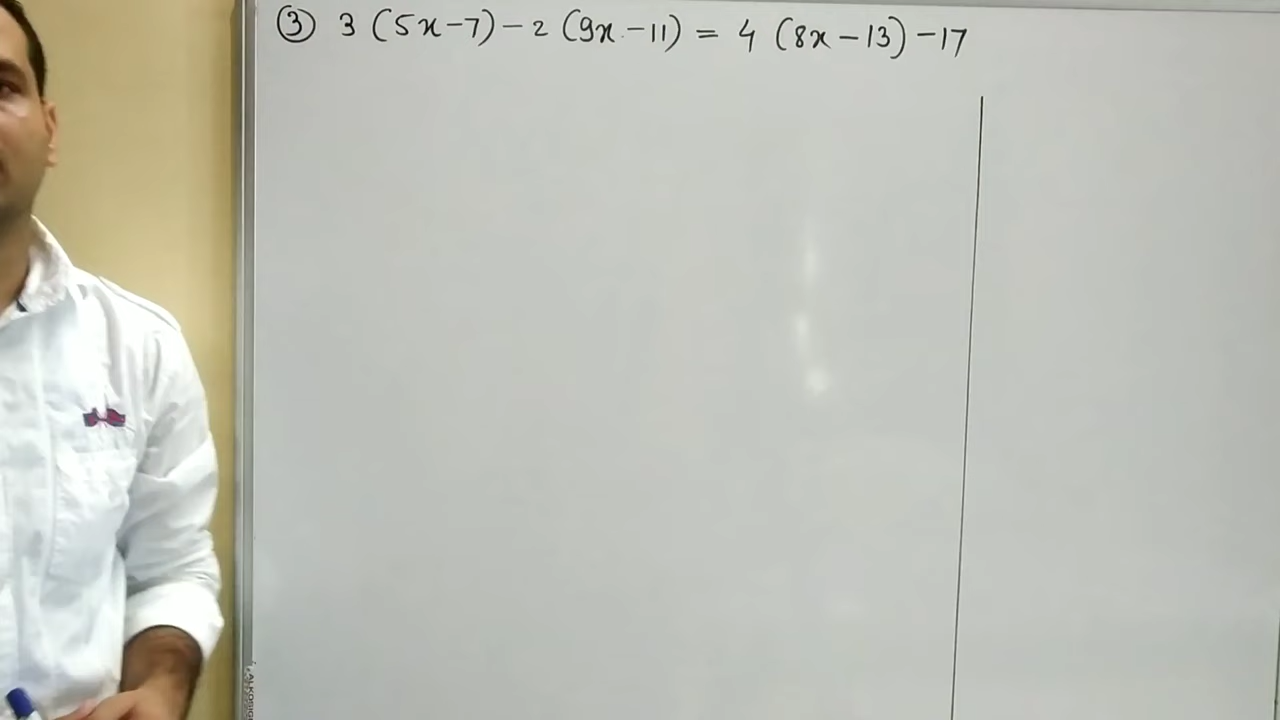 ③ 3 (5x-7) - 2 (9x-11) = 4 (8x-13) -17